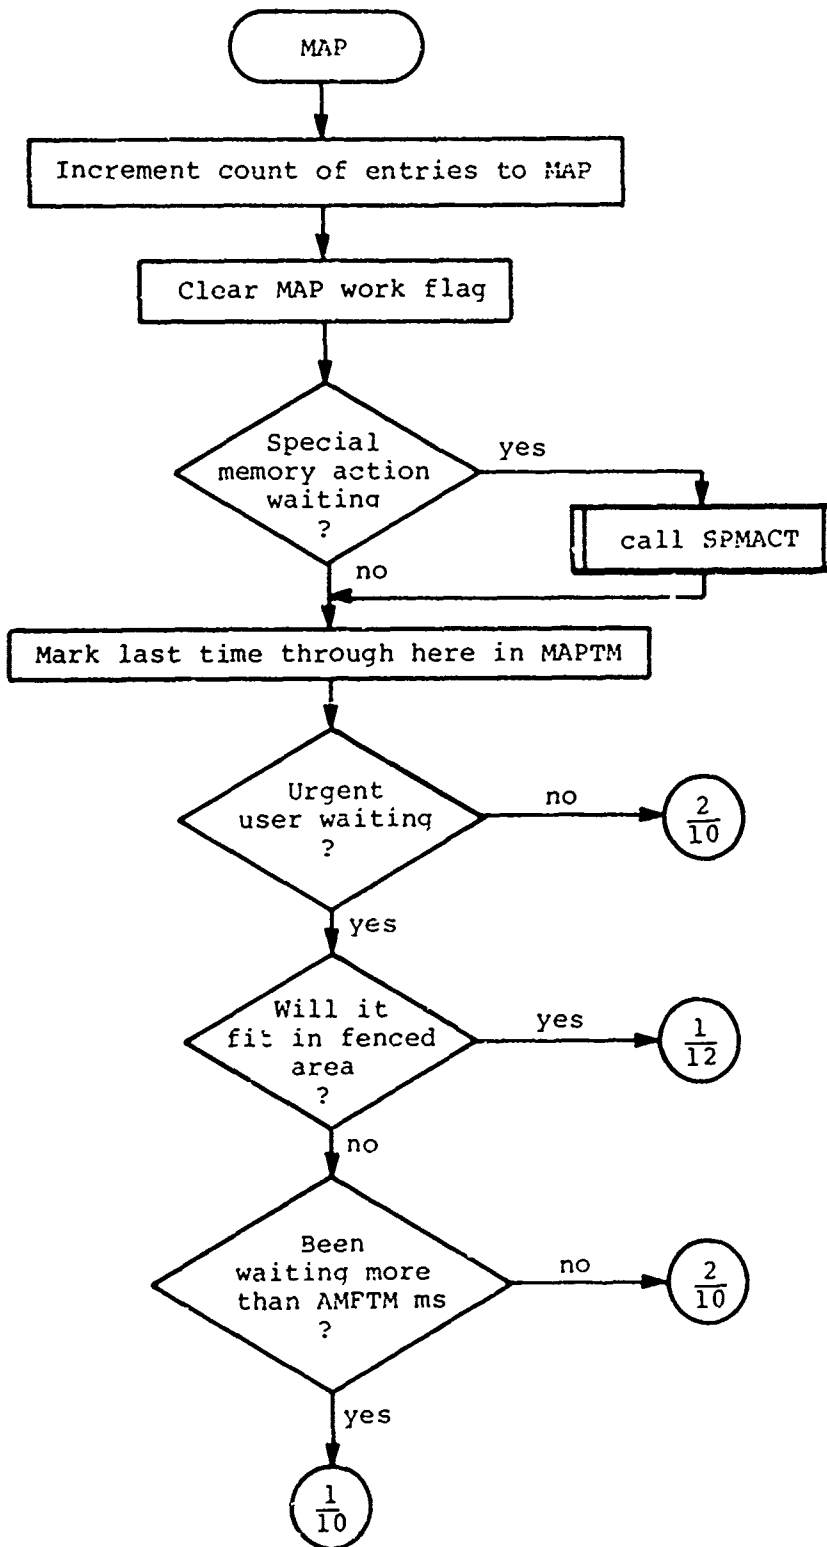 MAP
Increment count of entries to MAP
Clear MAP work flag
Special
memory action
waiting
?
yes
call SPMACT
no
Mark last time through here in MAPTM
Urgent
user waiting
?
no
2
10
yes
Will it
fit in fenced
area
?
yes
1
12
no
Been
waiting more
than AMFTM ms
?
no
2
10
yes
1
10